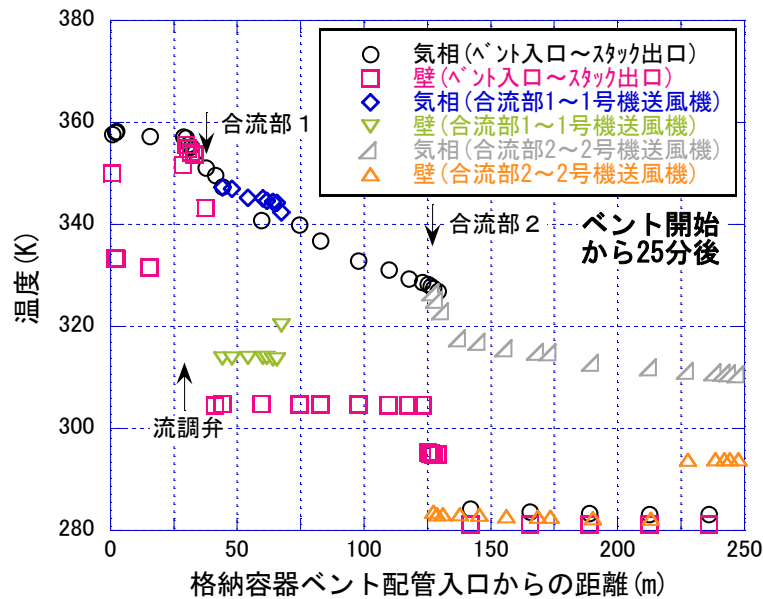 380
360
340
320
300
280
温度(K)
気相(ﾍﾞﾝﾄ入口～ｽﾀｯｸ出口)
壁(ﾍﾞﾝﾄ入口～ｽﾀｯｸ出口)
気相(合流部1～1号機送風機)
壁(合流部1～1号機送風機)
気相(合流部2～2号機送風機)
壁(合流部2～2号機送風機)
合流部１
合流部２
ベント開始
から25分後
流調弁
0 50 100 150 200 250
格納容器ベント配管入口からの距離(m)